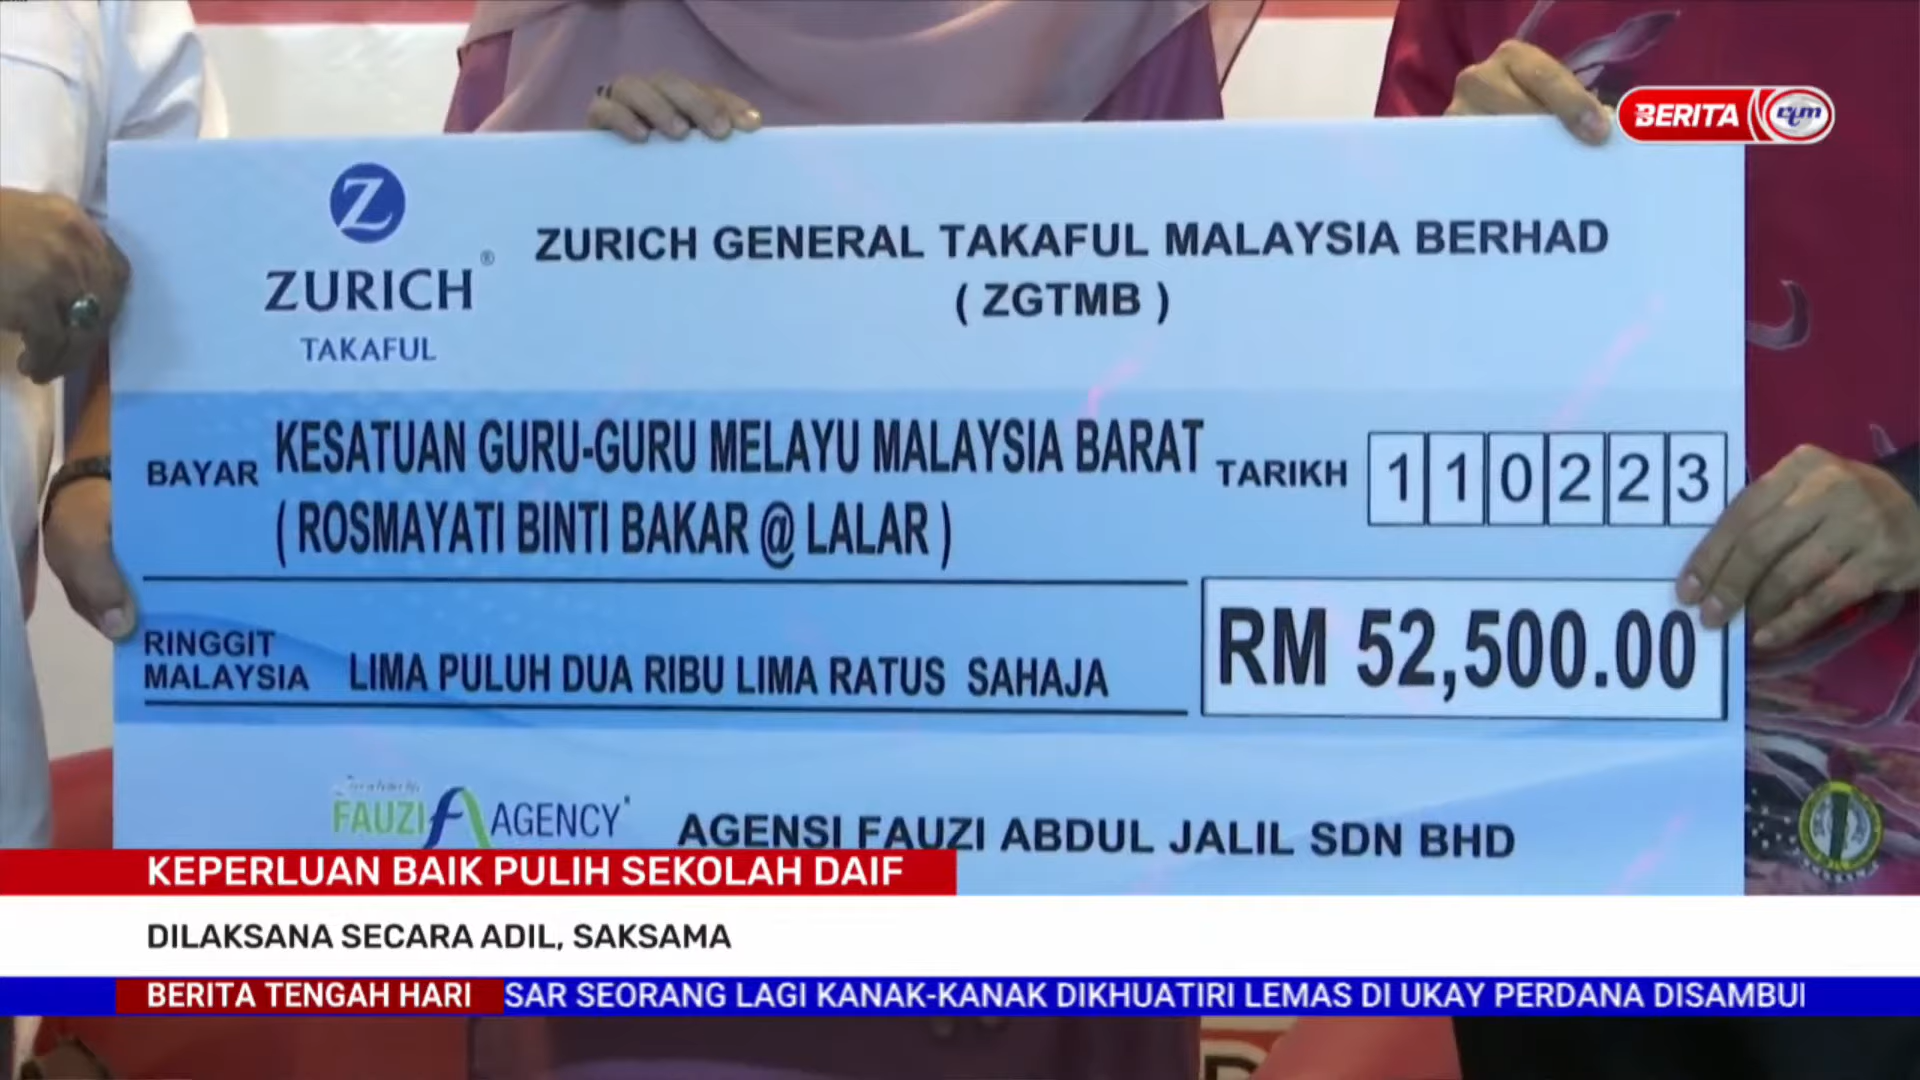 BERITA rtm
Z
ZURICH®
TAKAFUL
ZURICH GENERAL TAKAFUL MALAYSIA BERHAD
( ZGTMB )
BAYAR KESATUAN GURU-GURU MELAYU MALAYSIA BARAT
( ROSMAYATI BINTI BAKAR @ LALAR )
TARIKH 110223
RINGGIT
MALAYSIA LIMA PULUH DUA RIBU LIMA RATUS SAHAJA
RM 52,500.00
FAUZI AGENCY
AGENSI FAUZI ABDUL JALIL SDN BHD
KEPERLUAN BAIK PULIH SEKOLAH DAIF
DILAKSANA SECARA ADIL, SAKSAMA
BERITA TENGAH HARI SAR SEORANG LAGI KANAK-KANAK DIKHUATIRI LEMAS DI UKAY PERDANA DISAMBUI